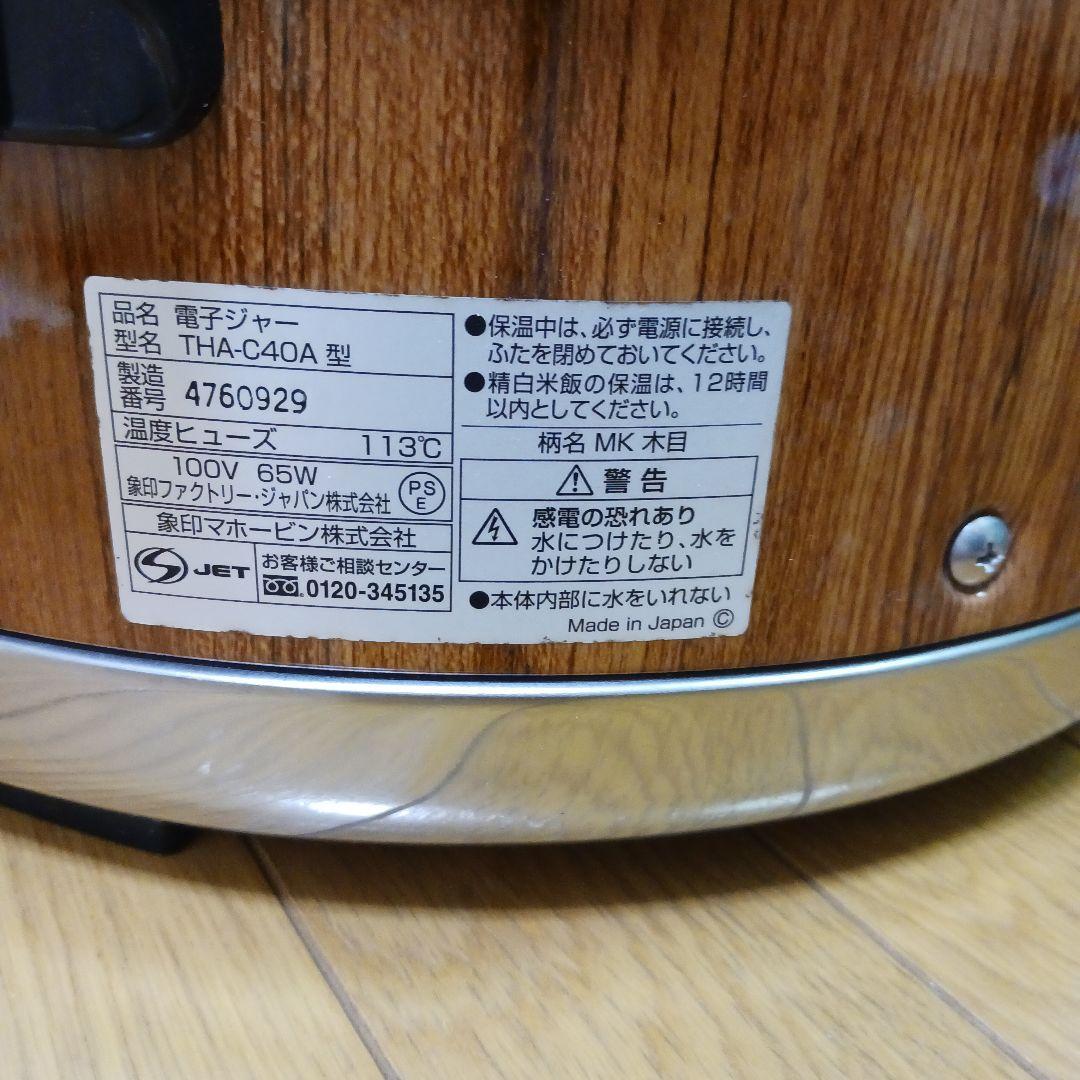 品名 電子ジャー
型名 THA-C40A 型
製造番号 4760929
温度ヒューズ 113℃
100V 65W
象印ファクトリー・ジャパン株式会社
PSE
象印マホービン株式会社
JET
お客様ご相談センター
0120-345135
●保温中は、必ず電源に接続し、
ふたを閉めておいてください。
●精白米飯の保温は、12時間
以内としてください。
柄名 MK 木目
警告
感電の恐れあり
水につけたり、水を
かけたりしない
●本体内部に水をいれない
Made in Japan Ⓒ